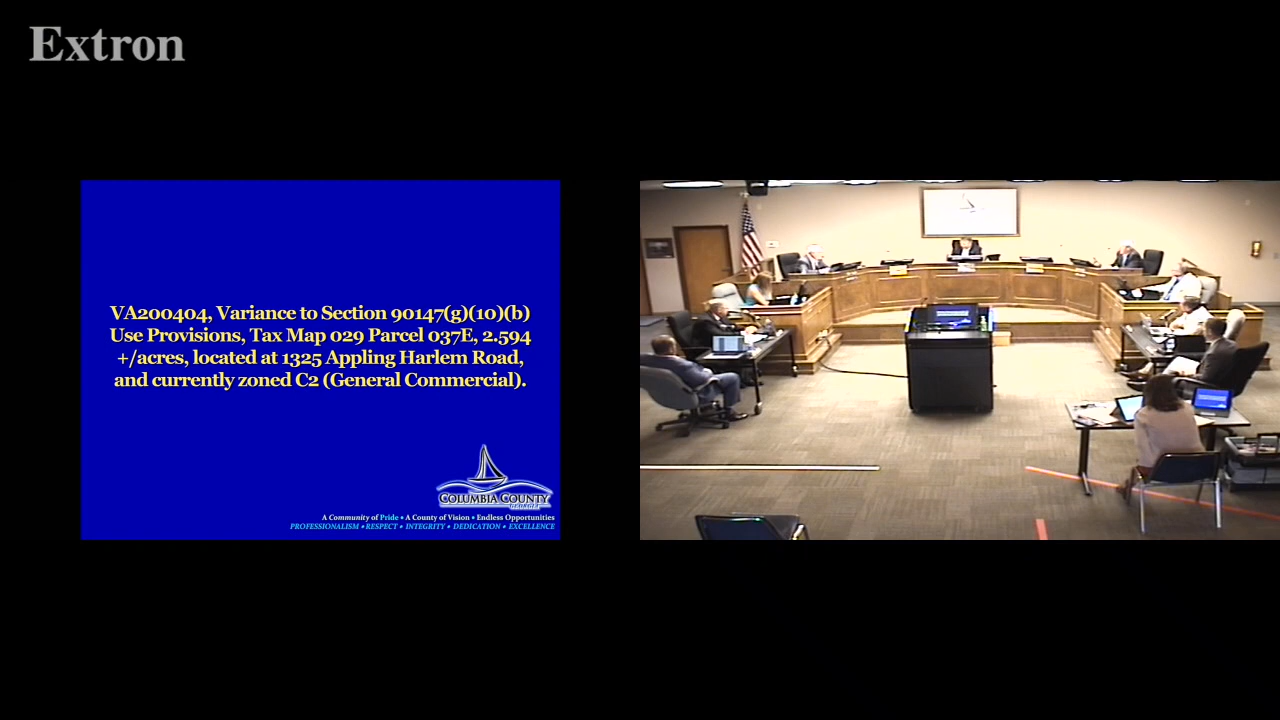 Extron
VA200404, Variance to Section 90147(g)(10)(b)
Use Provisions, Tax Map 029 Parcel 037E, 2.594
+/acres, located at 1325 Appling Harlem Road,
and currently zoned C2 (General Commercial).
COLUMBIA COUNTY
GEORGIA
A Community of Pride • A County of Vision • Endless Opportunities
PROFESSIONALISM • RESPECT • INTEGRITY • DEDICATION • EXCELLENCE